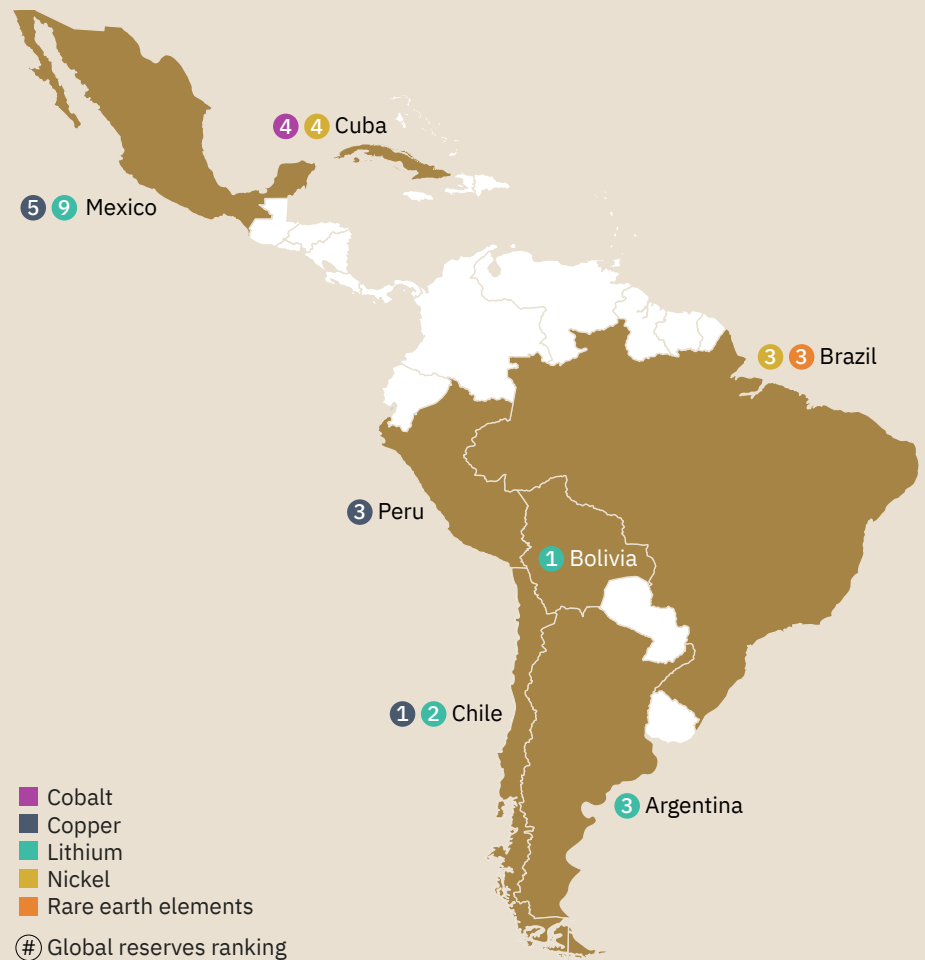 4 4 Cuba
5 9 Mexico
3 3 Brazil
3 Peru
1 Bolivia
1 2 Chile
3 Argentina
Cobalt
Copper
Lithium
Nickel
Rare earth elements
# Global reserves ranking